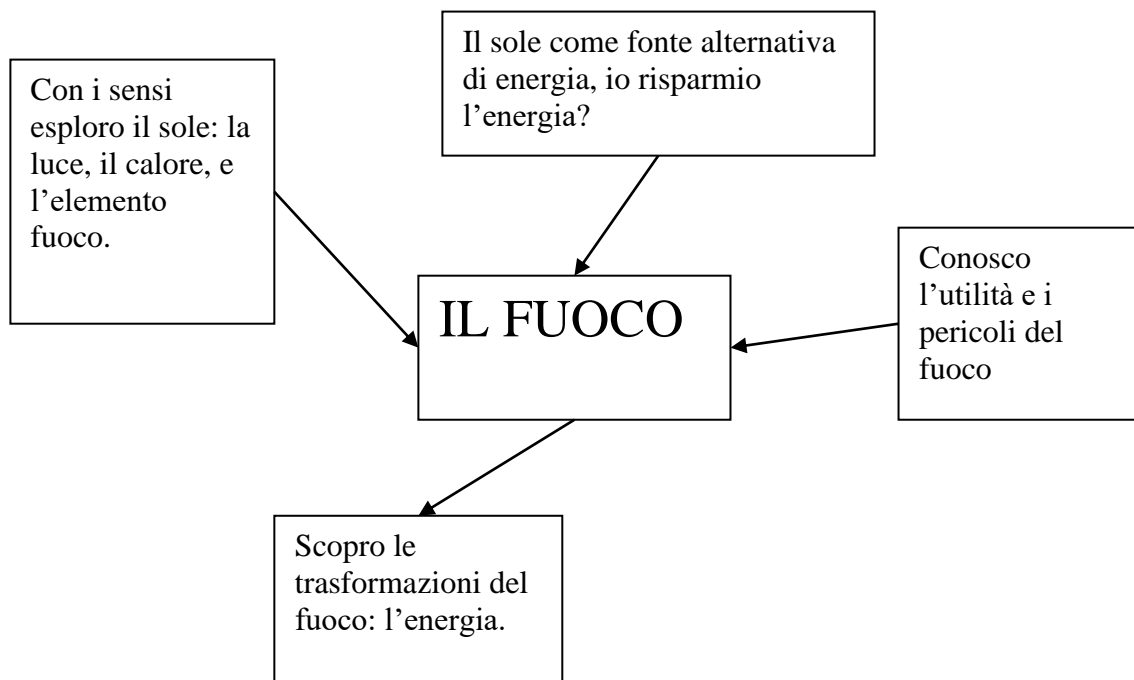 Il sole come fonte alternativa
di energia, io risparmio
l’energia?
Con i sensi
esploro il sole: la
luce, il calore, e
l’elemento
fuoco.
Conosco
l’utilità e i
pericoli del
fuoco
IL FUOCO
Scopro le
trasformazioni del
fuoco: l’energia.